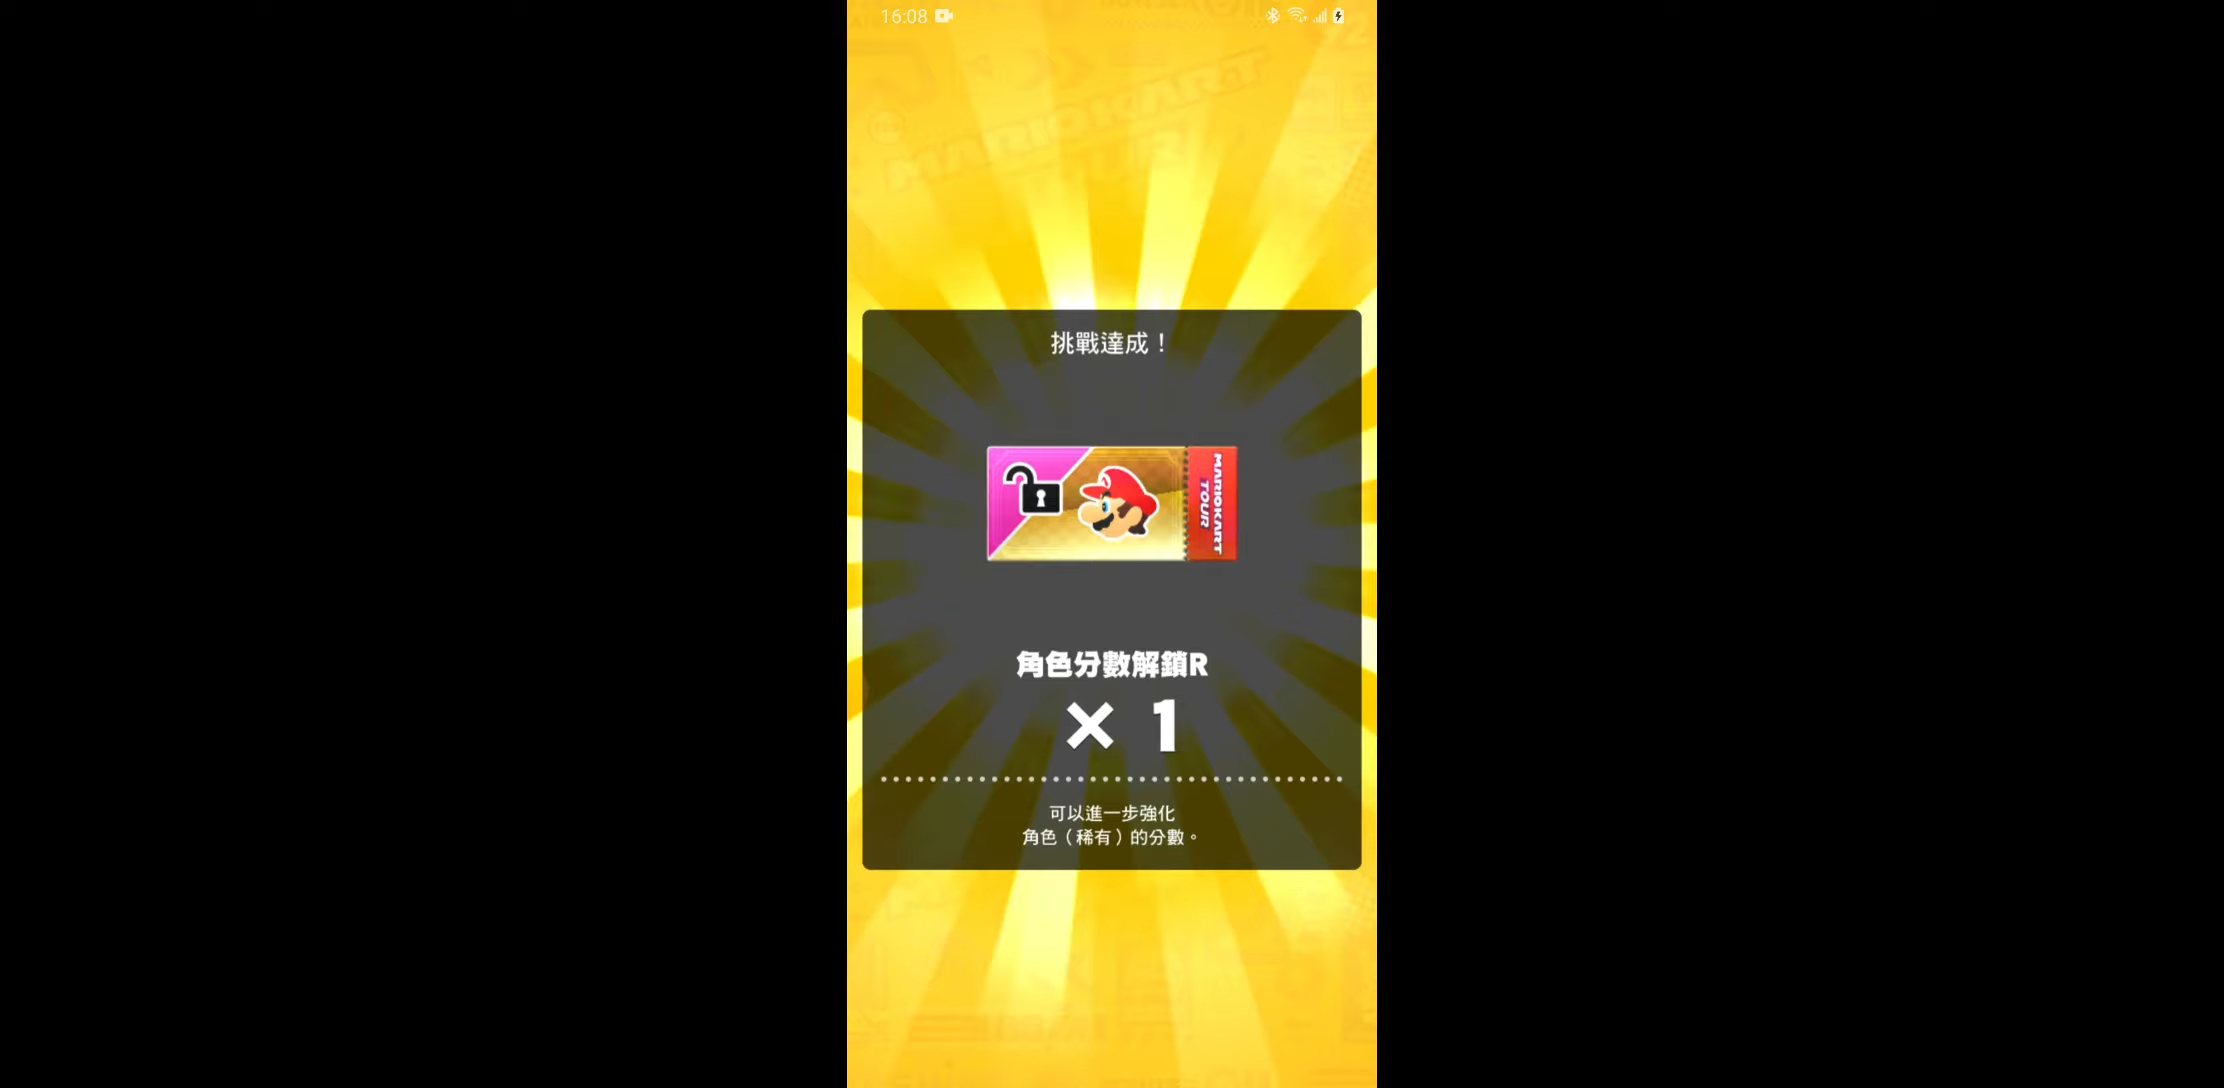 16:08
挑戰達成！
MARIOKART
TOUR
角色分數解鎖R
× 1
可以進一步強化
角色（稀有）的分數。